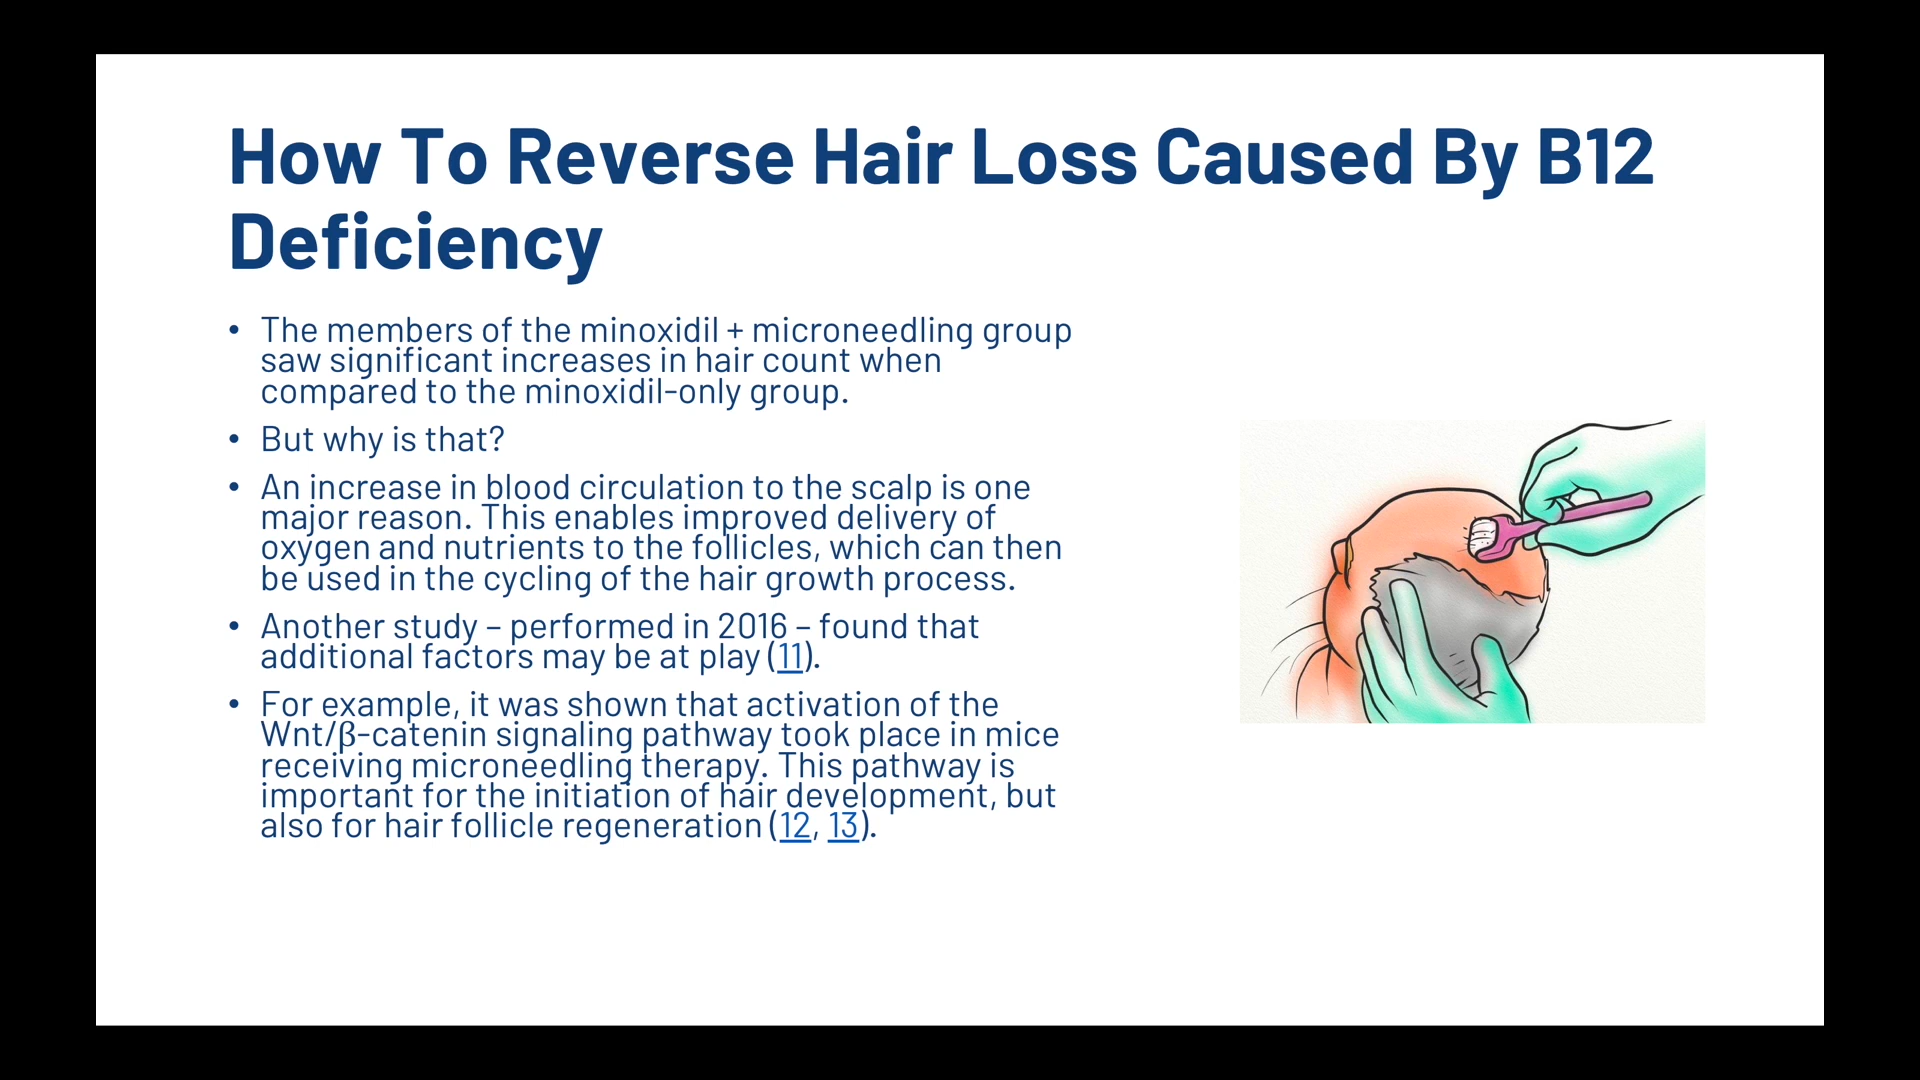 How To Reverse Hair Loss Caused By B12
Deficiency
• The members of the minoxidil + microneedling group
saw significant increases in hair count when
compared to the minoxidil-only group.
• But why is that?
• An increase in blood circulation to the scalp is one
major reason. This enables improved delivery of
oxygen and nutrients to the follicles, which can then
be used in the cycling of the hair growth process.
• Another study – performed in 2016 – found that
additional factors may be at play (11).
• For example, it was shown that activation of the
Wnt/β-catenin signaling pathway took place in mice
receiving microneedling therapy. This pathway is
important for the initiation of hair development, but
also for hair follicle regeneration (12, 13).